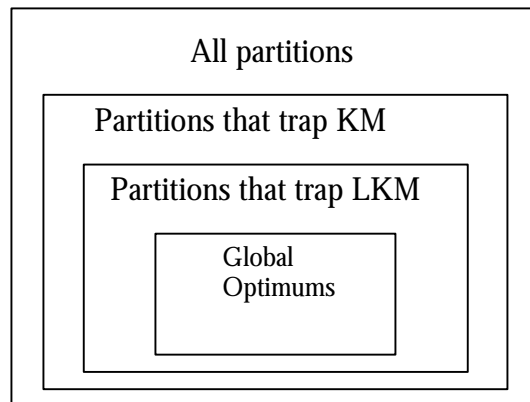 All partitions
Partitions that trap KM
Partitions that trap LKM
Global
Optimums